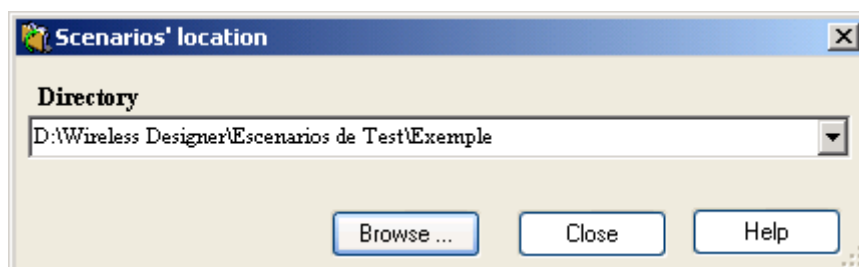 Scenarios' location
Directory
D:\Wireless Designer\Escenarios de Test\Exemple
Browse ... Close Help